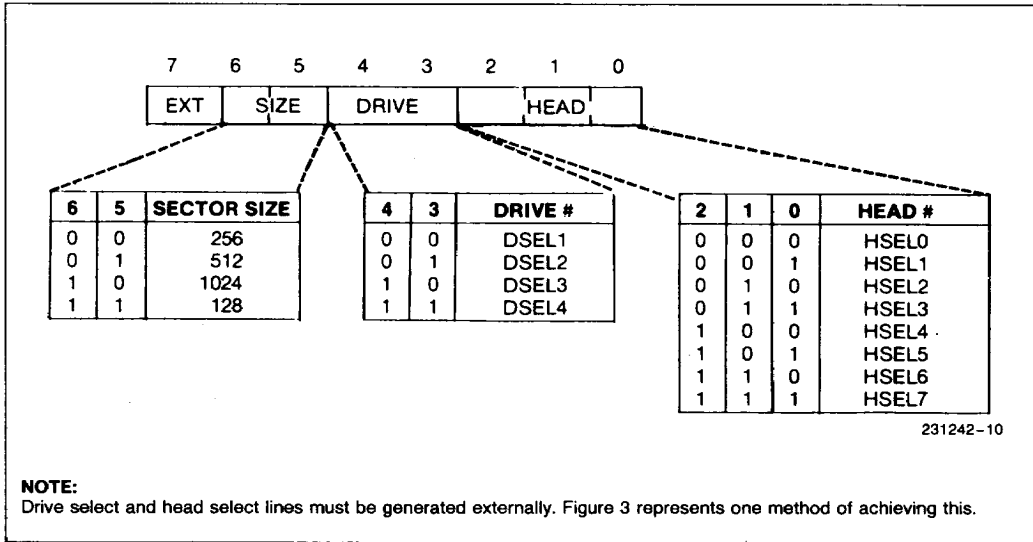 7 6 5 4 3 2 1 0
EXT SIZE DRIVE HEAD
6 5 SECTOR SIZE
0 0 256
0 1 512
1 0 1024
1 1 128
4 3 DRIVE #
0 0 DSEL1
0 1 DSEL2
1 0 DSEL3
1 1 DSEL4
2 1 0 HEAD #
0 0 0 HSEL0
0 0 1 HSEL1
0 1 0 HSEL2
0 1 1 HSEL3
1 0 0 HSEL4
1 0 1 HSEL5
1 1 0 HSEL6
1 1 1 HSEL7
231242-10
NOTE:
Drive select and head select lines must be generated externally. Figure 3 represents one method of achieving this.